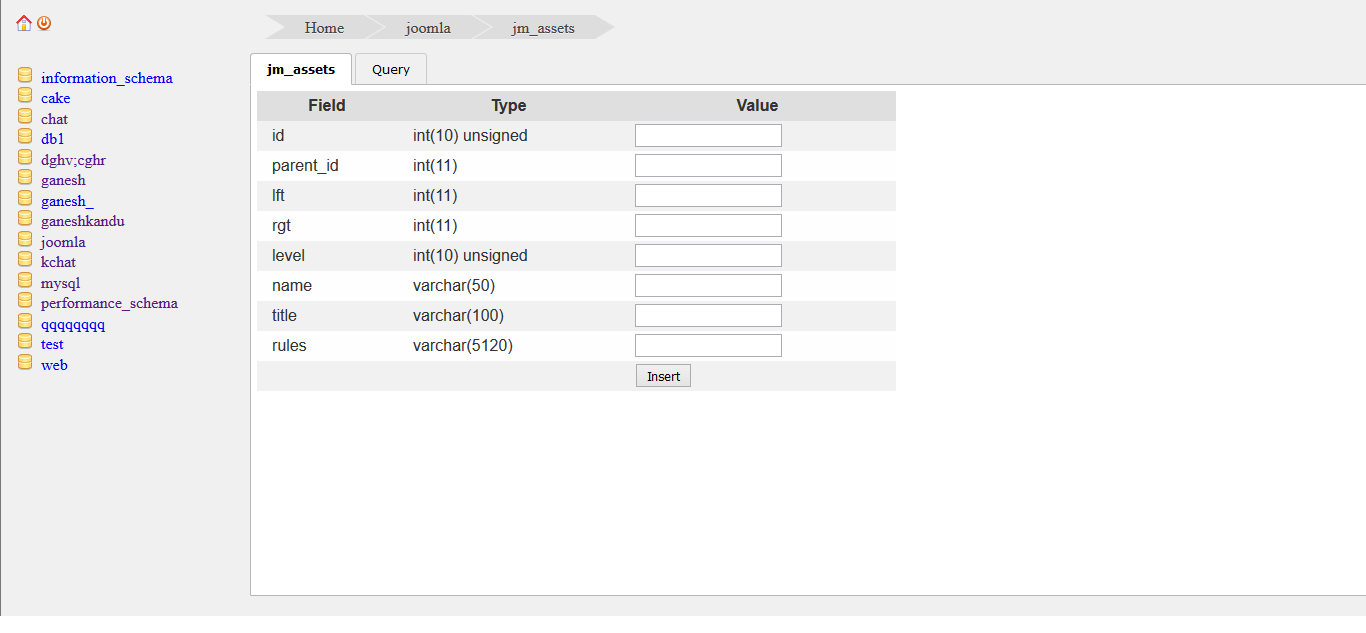 Home joomla jm_assets
information_schema
cake
chat
db1
dghv;cghr
ganesh
ganesh_
ganeshkandu
joomla
kchat
mysql
performance_schema
qqqqqqqq
test
web
jm_assets Query
Field Type Value
id int(10) unsigned
parent_id int(11)
lft int(11)
rgt int(11)
level int(10) unsigned
name varchar(50)
title varchar(100)
rules varchar(5120)
Insert